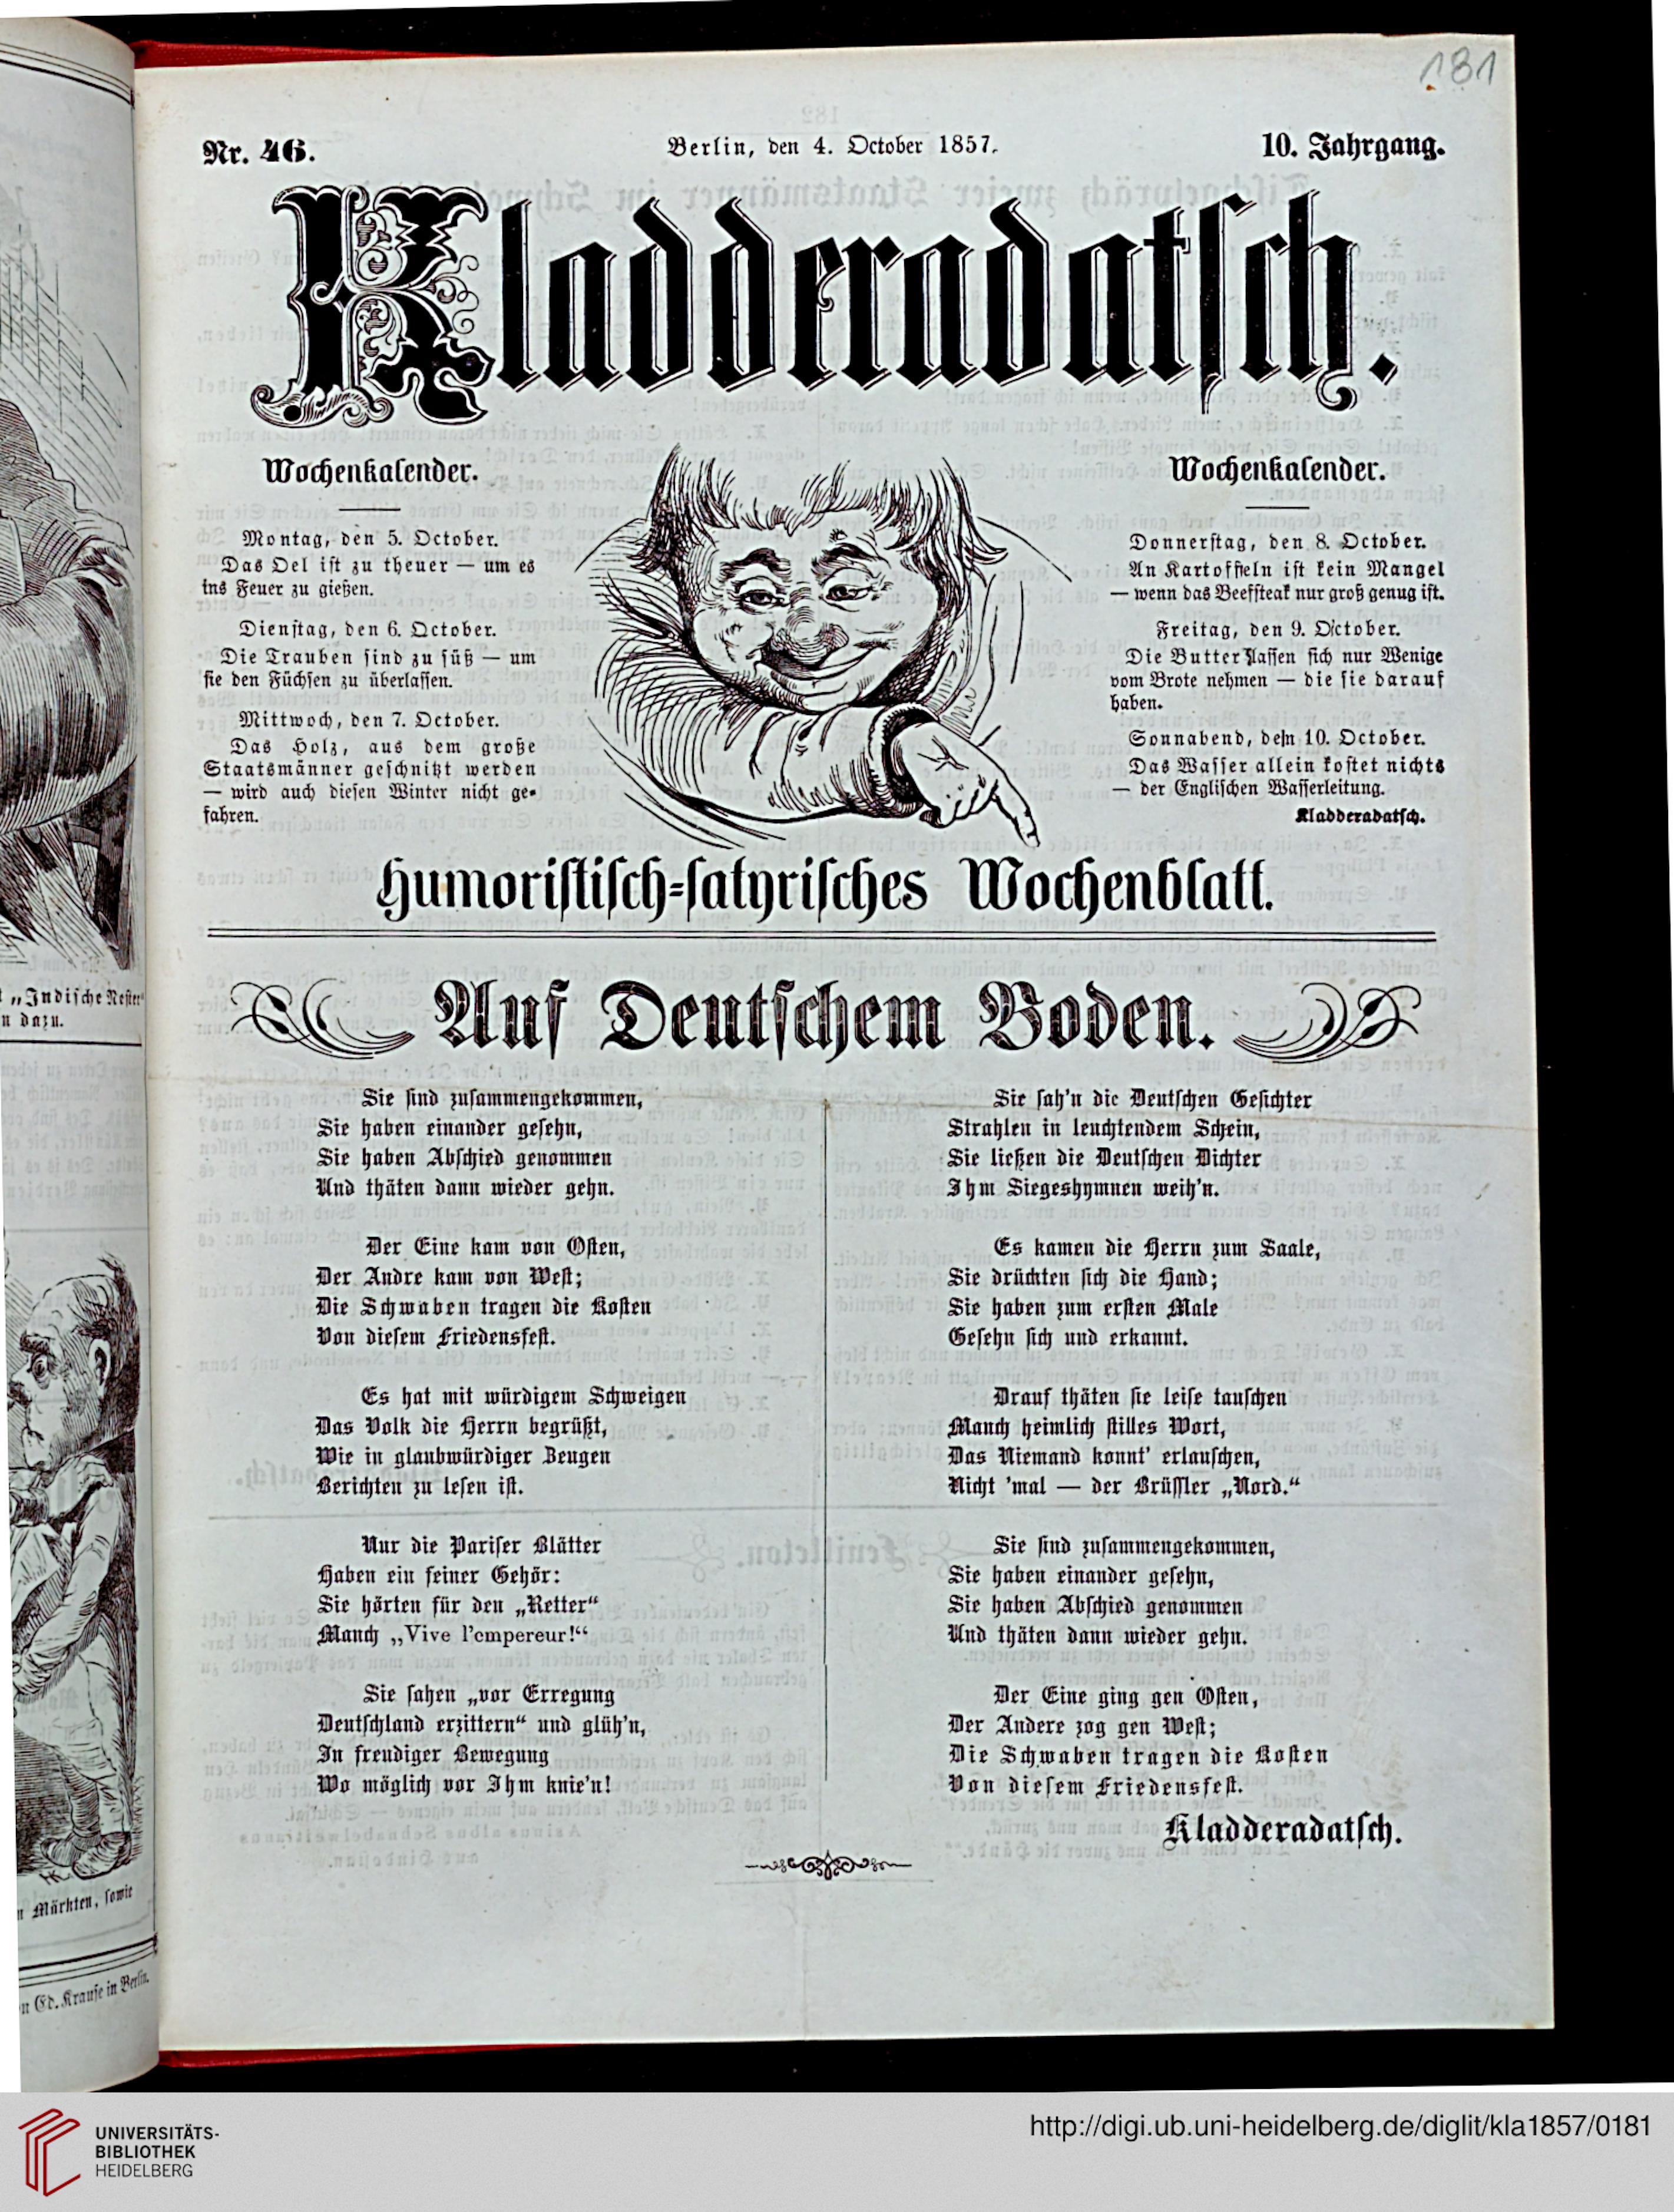 181
Nr. 46.
Berlin, den 4. October 1857.
10. Jahrgang.
Kladderadatsch.
Wochenkalender.
Montag, den 5. October.
Das Oel ist zu theuer — um es
ins Feuer zu gießen.
Dienstag, den 6. October.
Die Trauben sind zu süß — um
sie den Füchsen zu überlassen.
Mittwoch, den 7. October.
Das Holz, aus dem große
Staatsmänner geschnitzt werden
— wird auch diesen Winter nicht ge-
fahren.
Wochenkalender.
Donnerstag, den 8. October.
An Kartoffeln ist kein Mangel
— wenn das Beefsteak nur groß genug ist.
Freitag, den 9. October.
Die Butter lassen sich nur Wenige
vom Brote nehmen — die sie darauf
haben.
Sonnabend, den 10. October.
Das Wasser allein kostet nichts
— der Englischen Wasserleitung.
Kladderadatsch.
Humoristisch-satyrisches Wochenblatt.
Auf Deutschem Boden.
Sie sind zusammengekommen,
Sie haben einander gesehn,
Sie haben Abschied genommen
Und thäten dann wieder gehn.
Der Eine kam von Osten,
Der Andre kam von West;
Die Schwaben tragen die Kosten
Von diesem Friedensfest.
Es hat mit würdigem Schweigen
Das Volk die Herrn begrüßt,
Wie in glaubwürdiger Zeugen
Berichten zu lesen ist.
Nur die Pariser Blätter
Haben ein feiner Gehör:
Sie hörten für den „Retter“
Manch „Vive l'empereur!“
Sie sahen „vor Erregung
Deutschland erzittern“ und glüh'n,
In freudiger Bewegung
Wo möglich vor Ihm knie'n!
Sie sah'n die Deutschen Gesichter
Strahlen in leuchtendem Schein,
Sie ließen die Deutschen Dichter
Ihm Siegeshymnen weih'n.
Es kamen die Herrn zum Saale,
Sie drückten sich die Hand;
Sie haben zum ersten Male
Gesehn sich und erkannt.
Drauf thäten sie leise tauschen
Manch heimlich stilles Wort,
Das Niemand konnt' erlauschen,
Nicht 'mal — der Brüssler „Nord.“
Sie sind zusammengekommen,
Sie haben einander gesehn,
Sie haben Abschied genommen
Und thäten dann wieder gehn.
Der Eine ging gen Osten,
Der Andere zog gen West;
Die Schwaben tragen die Kosten
Von diesem Friedensfest.
Kladderadatsch.
„Indische Nester“
n dazu.
n Märkten, sowie
n Ed. Krause in Berlin.
UNIVERSITÄTS-
BIBLIOTHEK
HEIDELBERG
http://digi.ub.uni-heidelberg.de/diglit/kla1857/0181